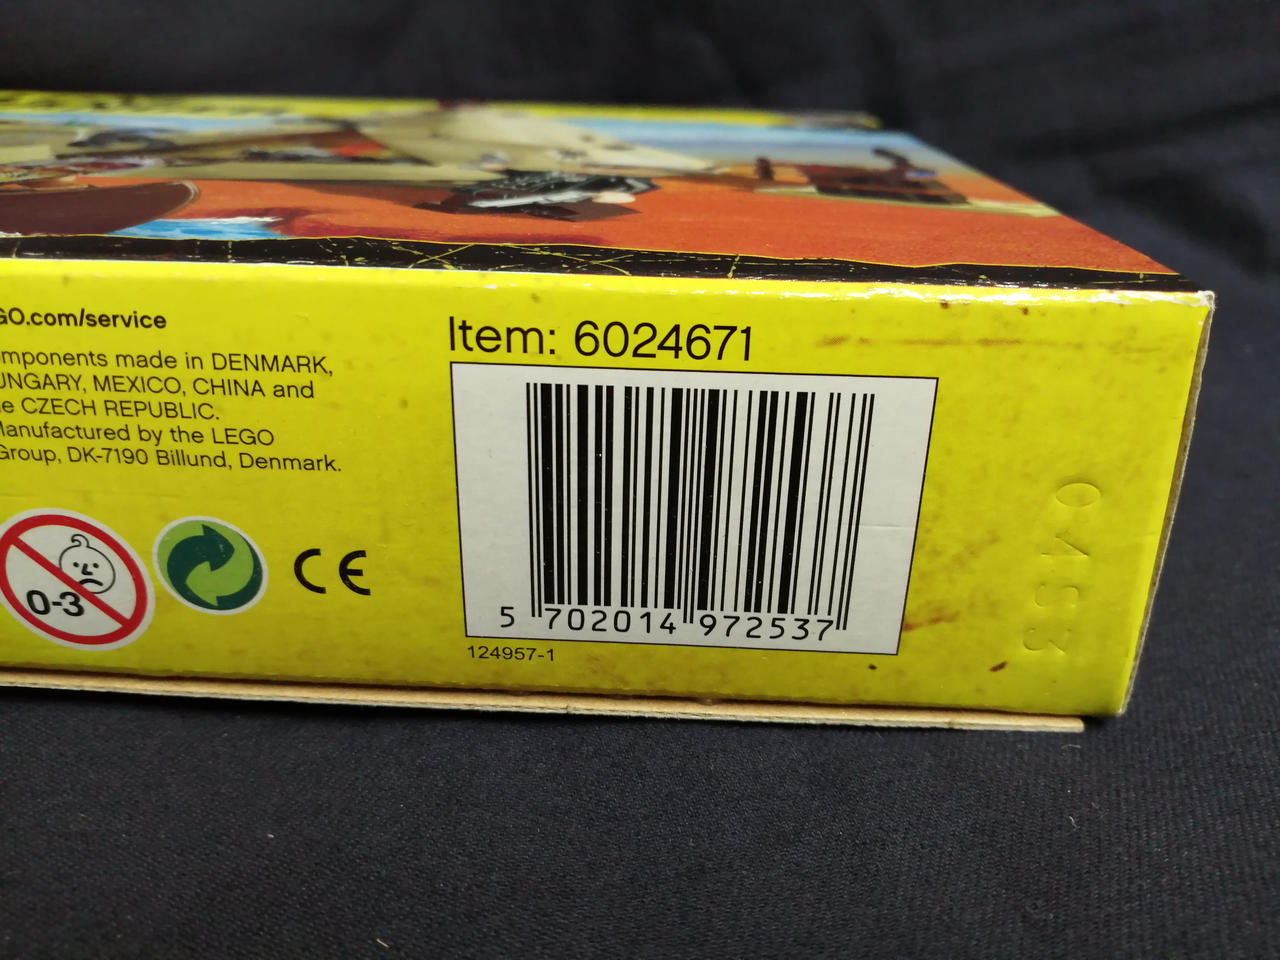 GO.com/service
mponents made in DENMARK,
UNGARY, MEXICO, CHINA and
e CZECH REPUBLIC.
Manufactured by the LEGO
Group, DK-7190 Billund, Denmark.
0-3
CE
Item: 6024671
5 702014 972537
124957-1
0453